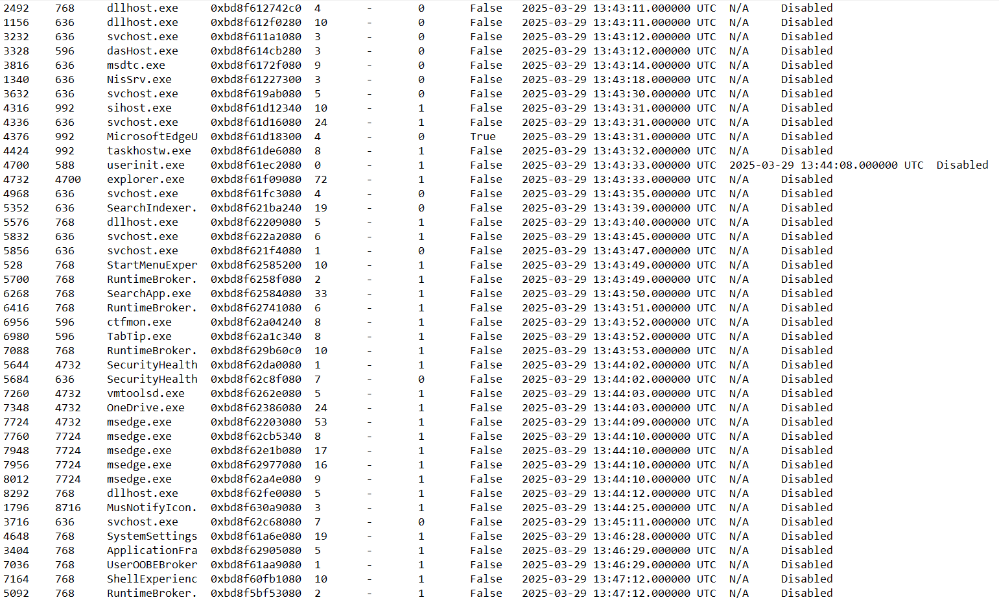 2492 768 dllhost.exe 0xbd8f612742c0 4 - 0 False 2025-03-29 13:43:11.000000 UTC N/A Disabled
1156 636 dllhost.exe 0xbd8f612f0280 10 - 0 False 2025-03-29 13:43:11.000000 UTC N/A Disabled
3232 636 svchost.exe 0xbd8f611a1080 3 - 0 False 2025-03-29 13:43:12.000000 UTC N/A Disabled
3328 596 dasHost.exe 0xbd8f614cb280 3 - 0 False 2025-03-29 13:43:12.000000 UTC N/A Disabled
3816 636 msdtc.exe 0xbd8f6172f080 9 - 0 False 2025-03-29 13:43:14.000000 UTC N/A Disabled
1340 636 NisSrv.exe 0xbd8f61227300 3 - 0 False 2025-03-29 13:43:18.000000 UTC N/A Disabled
3632 636 svchost.exe 0xbd8f619ab080 5 - 0 False 2025-03-29 13:43:30.000000 UTC N/A Disabled
4316 992 sihost.exe 0xbd8f61d12340 10 - 1 False 2025-03-29 13:43:31.000000 UTC N/A Disabled
4336 636 svchost.exe 0xbd8f61d16080 24 - 1 False 2025-03-29 13:43:31.000000 UTC N/A Disabled
4376 992 MicrosoftEdgeU 0xbd8f61d18300 4 - 0 True 2025-03-29 13:43:31.000000 UTC N/A Disabled
4424 992 taskhostw.exe 0xbd8f61de6080 8 - 1 False 2025-03-29 13:43:32.000000 UTC N/A Disabled
4700 588 userinit.exe 0xbd8f61ec2080 0 - 1 False 2025-03-29 13:43:33.000000 UTC 2025-03-29 13:44:08.000000 UTC Disabled
4732 4700 explorer.exe 0xbd8f61f09080 72 - 1 False 2025-03-29 13:43:33.000000 UTC N/A Disabled
4968 636 svchost.exe 0xbd8f61fc3080 4 - 0 False 2025-03-29 13:43:35.000000 UTC N/A Disabled
5352 636 SearchIndexer. 0xbd8f621ba240 19 - 0 False 2025-03-29 13:43:39.000000 UTC N/A Disabled
5576 768 dllhost.exe 0xbd8f62209080 5 - 1 False 2025-03-29 13:43:40.000000 UTC N/A Disabled
5832 636 svchost.exe 0xbd8f622a2080 6 - 1 False 2025-03-29 13:43:45.000000 UTC N/A Disabled
5856 636 svchost.exe 0xbd8f621f4080 1 - 0 False 2025-03-29 13:43:47.000000 UTC N/A Disabled
528 768 StartMenuExper 0xbd8f62585200 10 - 1 False 2025-03-29 13:43:49.000000 UTC N/A Disabled
5700 768 RuntimeBroker. 0xbd8f6258f080 2 - 1 False 2025-03-29 13:43:49.000000 UTC N/A Disabled
6268 768 SearchApp.exe 0xbd8f62584080 33 - 1 False 2025-03-29 13:43:50.000000 UTC N/A Disabled
6416 768 RuntimeBroker. 0xbd8f62741080 6 - 1 False 2025-03-29 13:43:51.000000 UTC N/A Disabled
6956 596 ctfmon.exe 0xbd8f62a04240 8 - 1 False 2025-03-29 13:43:52.000000 UTC N/A Disabled
6980 596 TabTip.exe 0xbd8f62a1c340 8 - 1 False 2025-03-29 13:43:52.000000 UTC N/A Disabled
7088 768 RuntimeBroker. 0xbd8f629b60c0 10 - 1 False 2025-03-29 13:43:53.000000 UTC N/A Disabled
5644 4732 SecurityHealth 0xbd8f62da0080 1 - 1 False 2025-03-29 13:44:02.000000 UTC N/A Disabled
5684 636 SecurityHealth 0xbd8f62c8f080 7 - 0 False 2025-03-29 13:44:02.000000 UTC N/A Disabled
7260 4732 vmtoolsd.exe 0xbd8f6262e080 5 - 1 False 2025-03-29 13:44:03.000000 UTC N/A Disabled
7348 4732 OneDrive.exe 0xbd8f62386080 24 - 1 False 2025-03-29 13:44:03.000000 UTC N/A Disabled
7724 4732 msedge.exe 0xbd8f62203080 53 - 1 False 2025-03-29 13:44:09.000000 UTC N/A Disabled
7760 7724 msedge.exe 0xbd8f62cb5340 8 - 1 False 2025-03-29 13:44:10.000000 UTC N/A Disabled
7948 7724 msedge.exe 0xbd8f62e1b080 17 - 1 False 2025-03-29 13:44:10.000000 UTC N/A Disabled
7956 7724 msedge.exe 0xbd8f62977080 16 - 1 False 2025-03-29 13:44:10.000000 UTC N/A Disabled
8012 7724 msedge.exe 0xbd8f62a4e080 9 - 1 False 2025-03-29 13:44:10.000000 UTC N/A Disabled
8292 768 dllhost.exe 0xbd8f62fe0080 5 - 1 False 2025-03-29 13:44:12.000000 UTC N/A Disabled
1796 8716 MusNotifyIcon. 0xbd8f630a9080 3 - 1 False 2025-03-29 13:44:25.000000 UTC N/A Disabled
3716 636 svchost.exe 0xbd8f62c68080 7 - 0 False 2025-03-29 13:45:11.000000 UTC N/A Disabled
4648 768 SystemSettings 0xbd8f61a6e080 19 - 1 False 2025-03-29 13:46:28.000000 UTC N/A Disabled
3404 768 ApplicationFra 0xbd8f62905080 5 - 1 False 2025-03-29 13:46:29.000000 UTC N/A Disabled
7036 768 UserOOBEBroker 0xbd8f61aa9080 1 - 1 False 2025-03-29 13:46:29.000000 UTC N/A Disabled
7164 768 ShellExperienc 0xbd8f60fb1080 10 - 1 False 2025-03-29 13:47:12.000000 UTC N/A Disabled
5092 768 RuntimeBroker. 0xbd8f5bf53080 2 - 1 False 2025-03-29 13:47:12.000000 UTC N/A Disabled